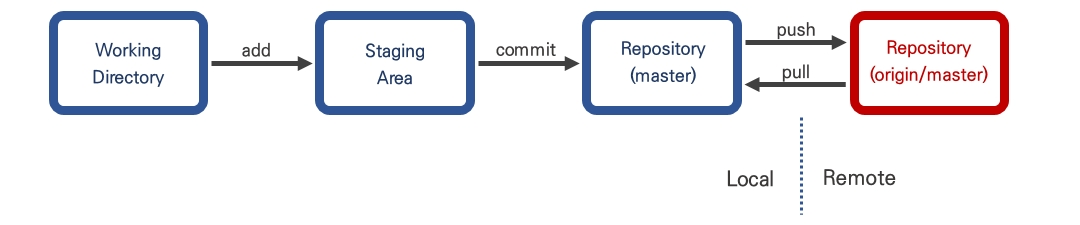 Working
Directory
add
Staging
Area
commit
Repository
(master)
push
pull
Repository
(origin/master)
Local
Remote